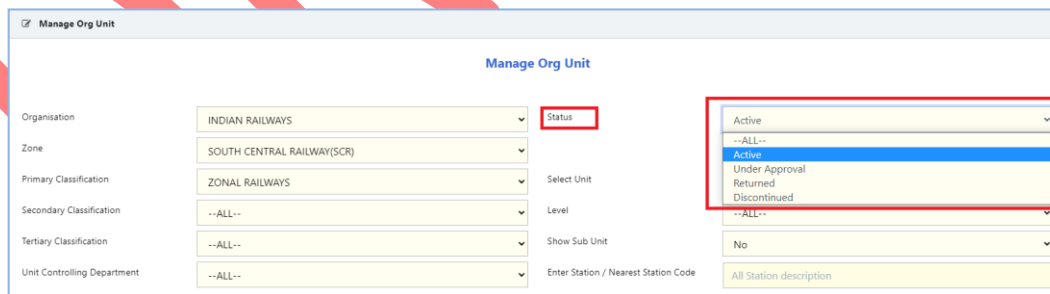 Manage Org Unit
Manage Org Unit
Organisation
INDIAN RAILWAYS
Status
Active
Zone
SOUTH CENTRAL RAILWAY(SCR)
--ALL--
Active
Under Approval
Returned
Discontinued
Primary Classification
ZONAL RAILWAYS
Select Unit
Secondary Classification
--ALL--
Level
--ALL--
Tertiary Classification
--ALL--
Show Sub Unit
No
Unit Controlling Department
--ALL--
Enter Station / Nearest Station Code
All Station description